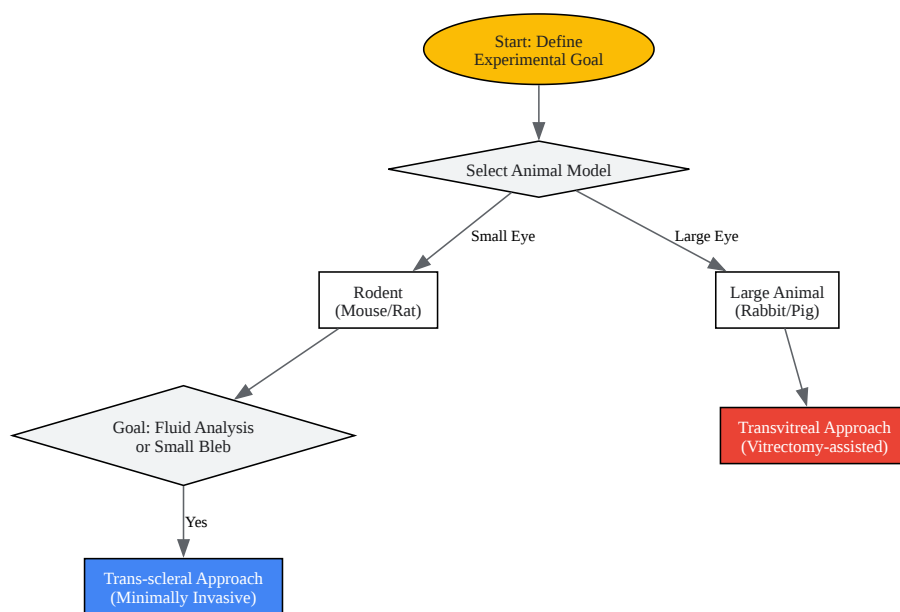 Start: Define
Experimental Goal
Select Animal Model
Small Eye
Large Eye
Rodent
(Mouse/Rat)
Large Animal
(Rabbit/Pig)
Goal: Fluid Analysis
or Small Bleb
Transvitreal Approach
(Vitrectomy-assisted)
Yes
Trans-scleral Approach
(Minimally Invasive)